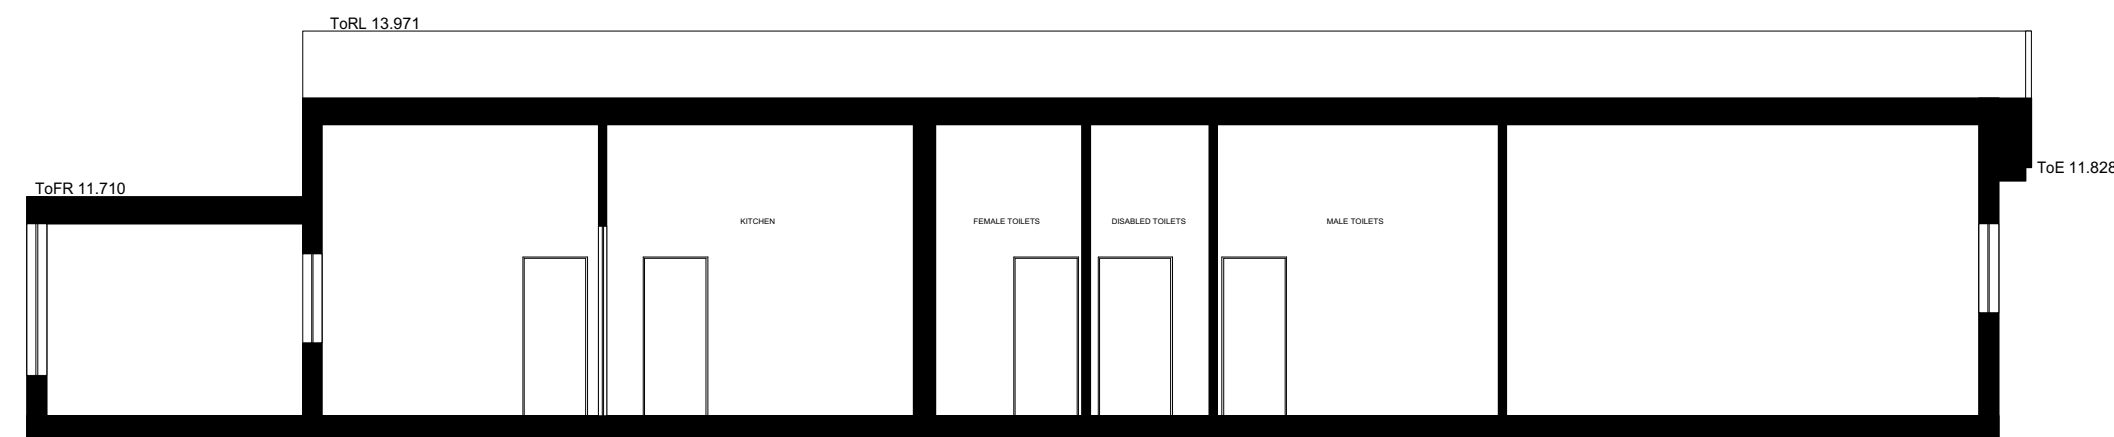 ToRL 13.971
ToE 11.828
ToFR 11.710
KITCHEN
FEMALE TOILETS
DISABLED TOILETS
MALE TOILETS